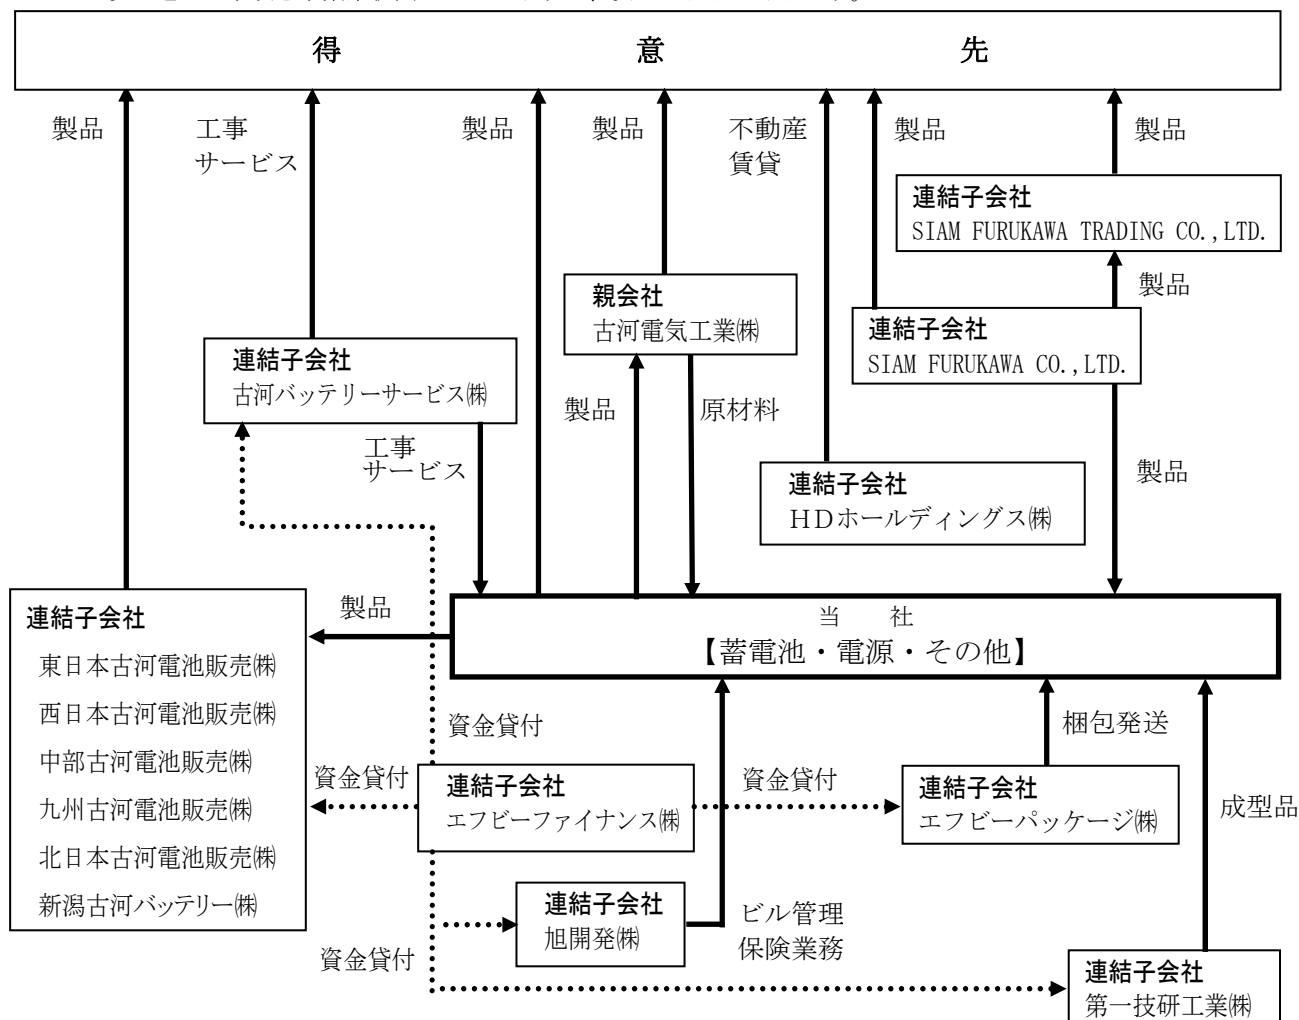 得 意 先
製品
工事
サービス
製品
製品
不動産
賃貸
製品
製品
連結子会社
SIAM FURUKAWA TRADING CO.,LTD.
製品
親会社
古河電気工業㈱
連結子会社
SIAM FURUKAWA CO.,LTD.
連結子会社
古河バッテリーサービス㈱
製品
原材料
工事
サービス
製品
連結子会社
HDホールディングス㈱
連結子会社
東日本古河電池販売㈱
西日本古河電池販売㈱
中部古河電池販売㈱
九州古河電池販売㈱
北日本古河電池販売㈱
新潟古河バッテリー㈱
製品
当 社
【蓄電池・電源・その他】
資金貸付
梱包発送
資金貸付
連結子会社
エフビーファイナンス㈱
資金貸付
連結子会社
エフビーパッケージ㈱
成型品
連結子会社
旭開発㈱
ビル管理
保険業務
資金貸付
連結子会社
第一技研工業㈱